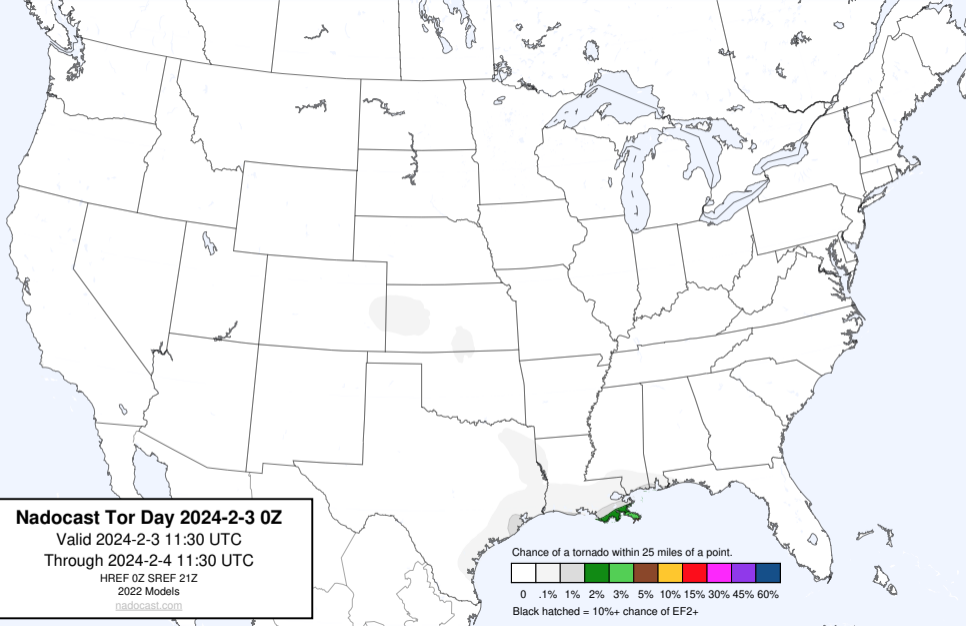 Nadocast Tor Day 2024-2-3 0Z
Valid 2024-2-3 11:30 UTC
Through 2024-2-4 11:30 UTC
HREF 0Z SREF 21Z
2022 Models
nadocast.com
Chance of a tornado within 25 miles of a point.
0 .1% 1% 2% 3% 5% 10% 15% 30% 45% 60%
Black hatched = 10%+ chance of EF2+